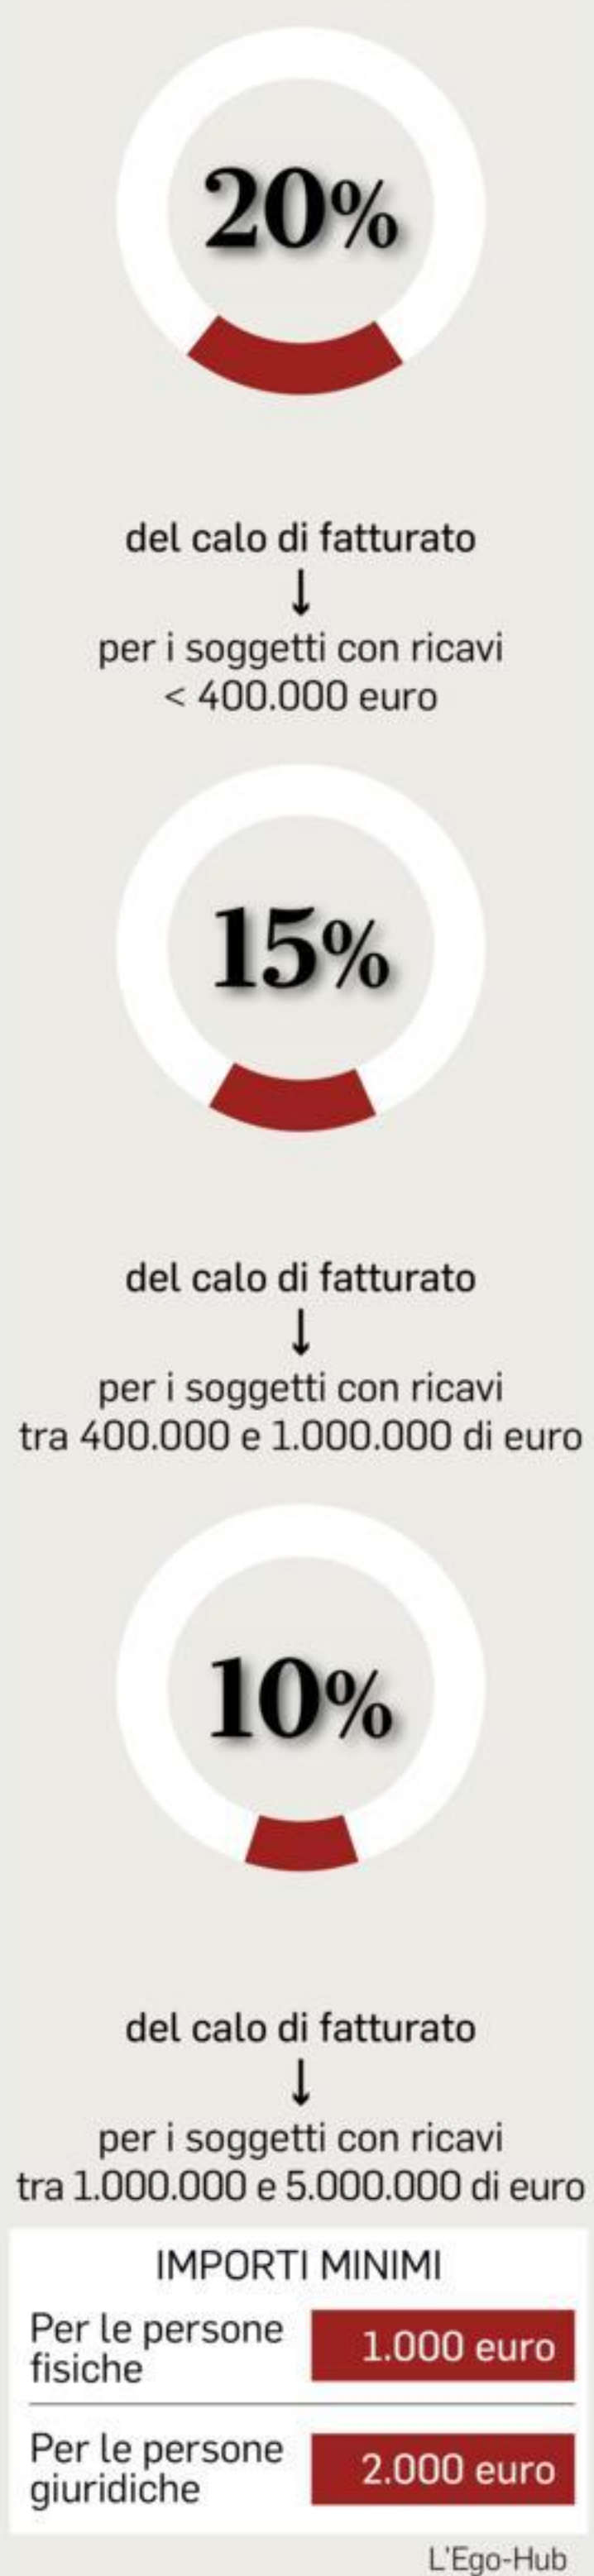 20%
del calo di fatturato
↓
per i soggetti con ricavi
< 400.000 euro
15%
del calo di fatturato
↓
per i soggetti con ricavi
tra 400.000 e 1.000.000 di euro
10%
del calo di fatturato
↓
per i soggetti con ricavi
tra 1.000.000 e 5.000.000 di euro
IMPORTI MINIMI
Per le persone
fisiche
1.000 euro
Per le persone
giuridiche
2.000 euro
L'Ego-Hub